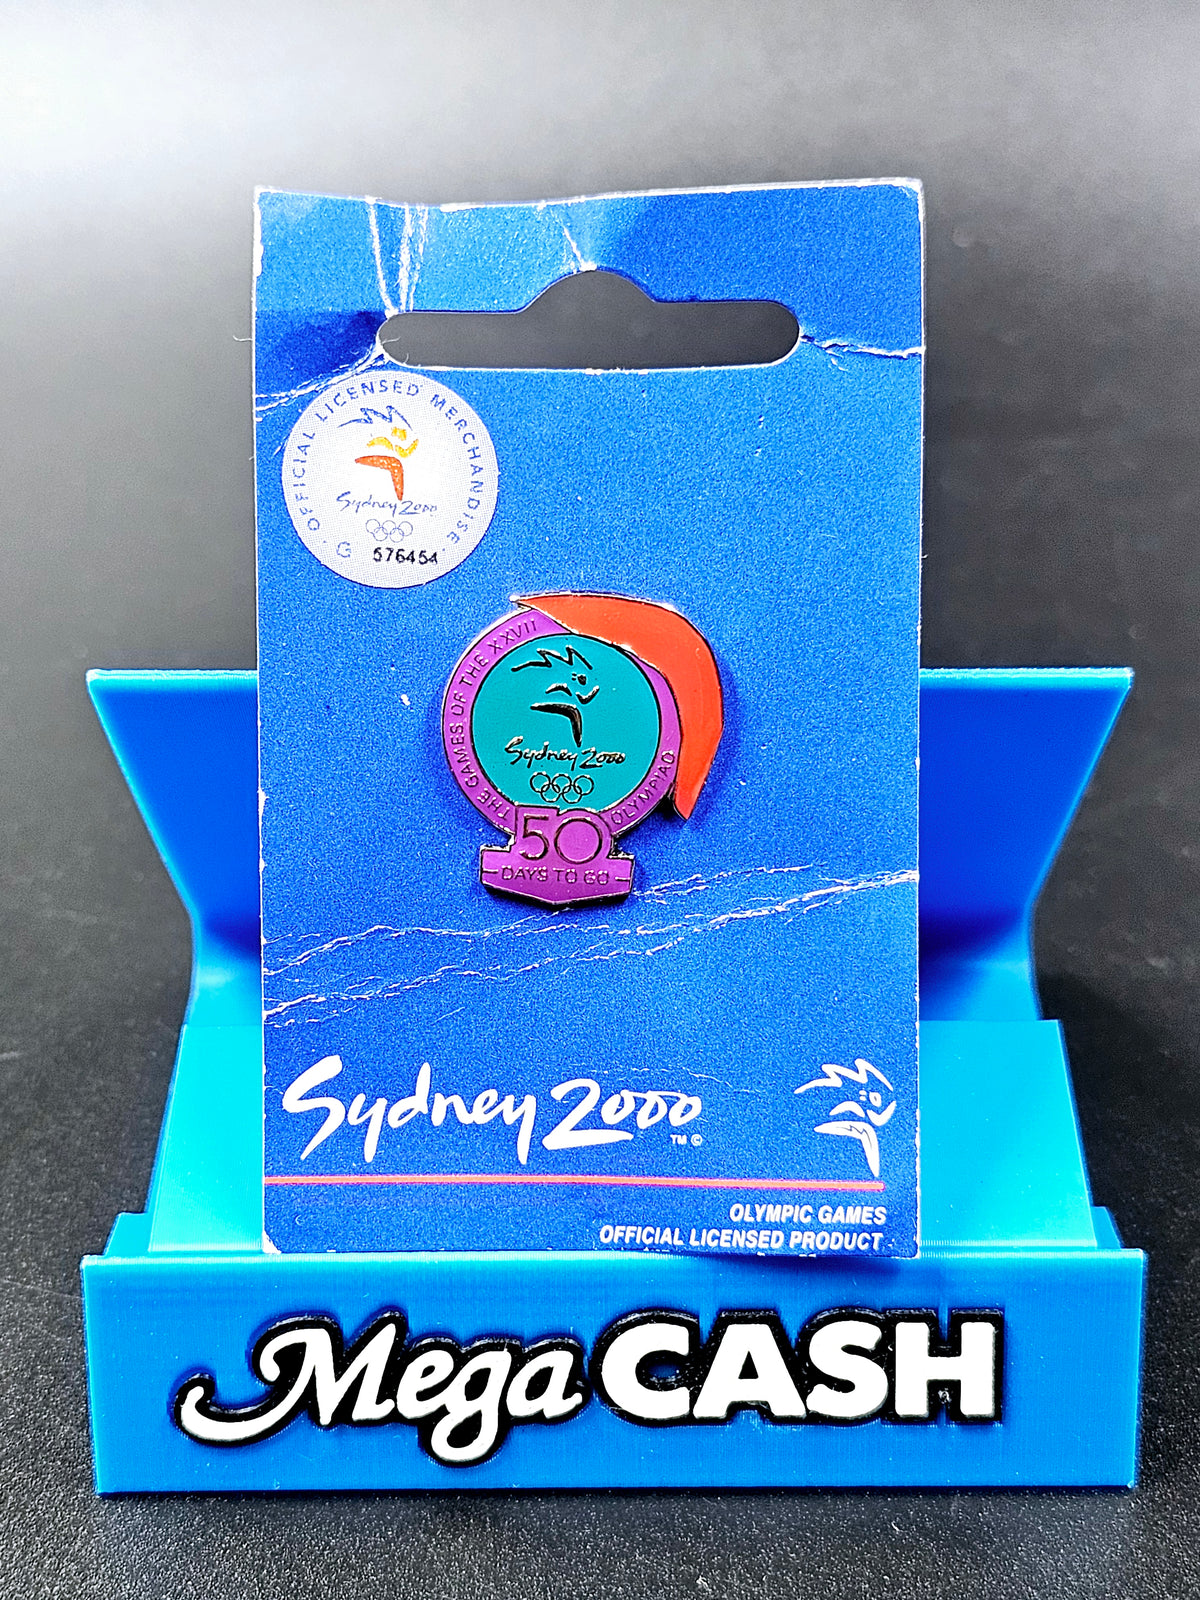 OFFICIAL LICENSED MERCHANDISE.
Sydney 2000
G 576454
THE GAMES OF THE XXVII OLYMPIAD
Sydney 2000
50
DAYS TO GO
Sydney 2000 ™ ©
OLYMPIC GAMES
OFFICIAL LICENSED PRODUCT
Mega CASH